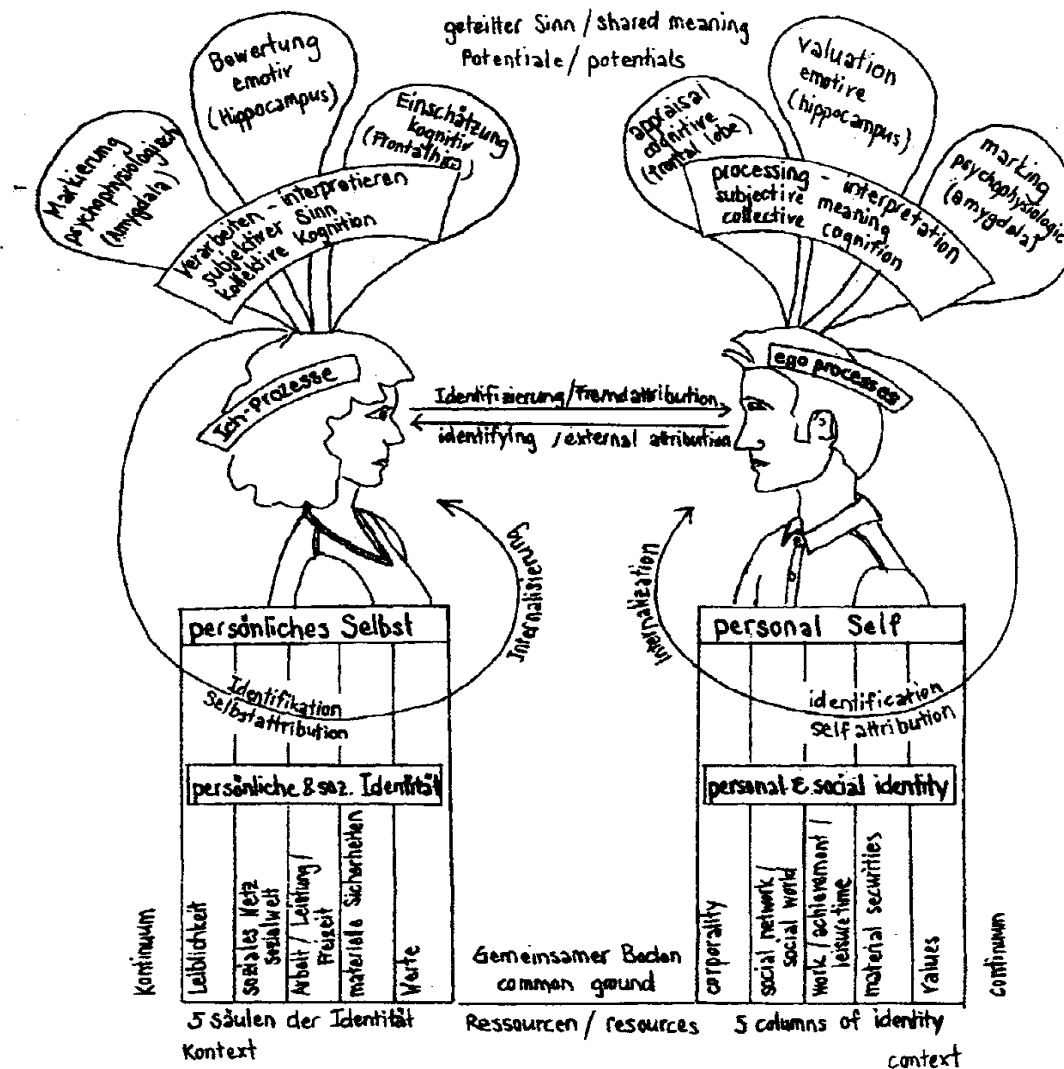 geteilter Sinn / shared meaning
Potentiale / potentials
Markierung
psychophysiologisch
(Amygdala)
Bewertung
emotiv
(Hippocampus)
Einschätzung
kognitiv
Verarbeiten - interpretieren
subjektiver Sinn
kollektive Kognition
appraisal
cognitive
(frontal lobe)
valuation
emotive
(hippocampus)
marking
psychophysiologic
(amygdala)
processing - interpretation
subjective meaning
collective cognition
Ich-Prozesse
ego processes
Identifizierung/Fremdattribution
identifying / external attribution
Internalisierung
Internalization
persönliches Selbst
Identifikation
Selbstattribution
persönliche & soz. Identität
Kontinuum
Leiblichkeit
soziales Netz
Sozialwelt
Arbeit / Leistung /
Freizeit
materielle Sicherheiten
Werte
5 Säulen der Identität
Kontext
Gemeinsamer Boden
common ground
Ressourcen / resources
personal Self
identification
self attribution
personal & social identity
corporality
social network /
social world
work / achievement /
leisure time
material securities
values
continuum
5 columns of identity
context